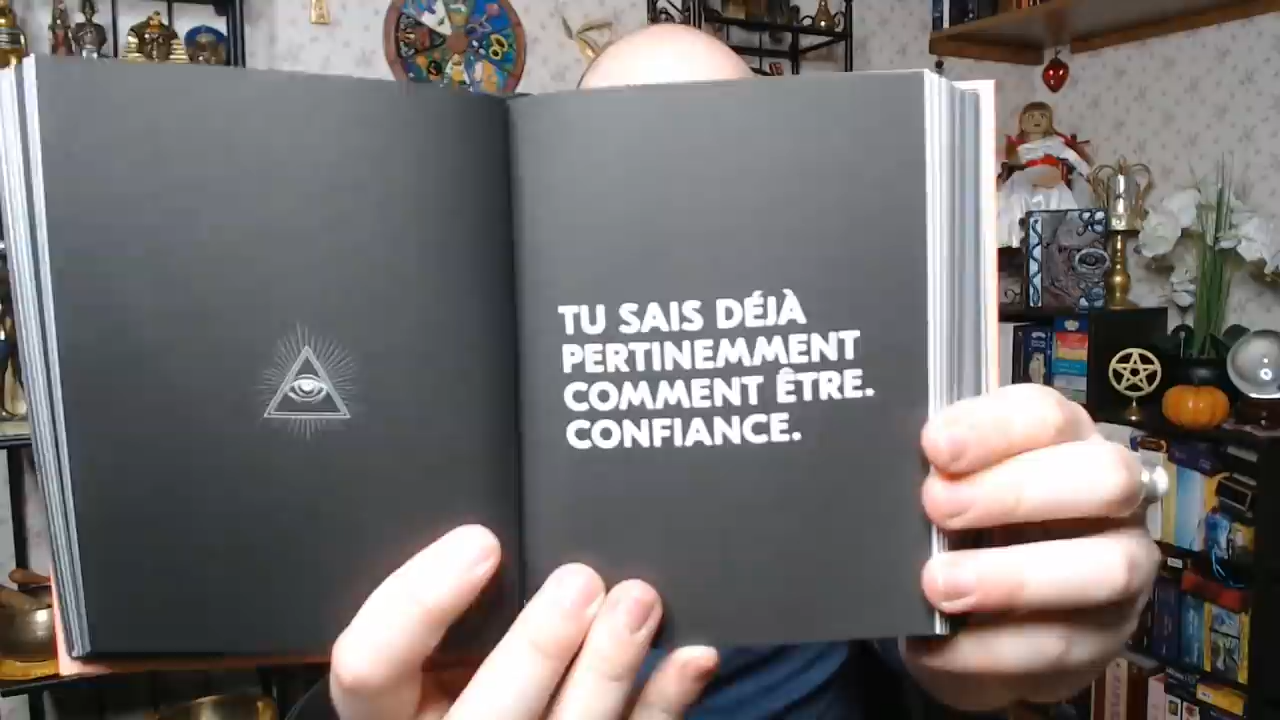 TU SAIS DÉJÀ
PERTINEMMENT
COMMENT ÊTRE.
CONFIANCE.